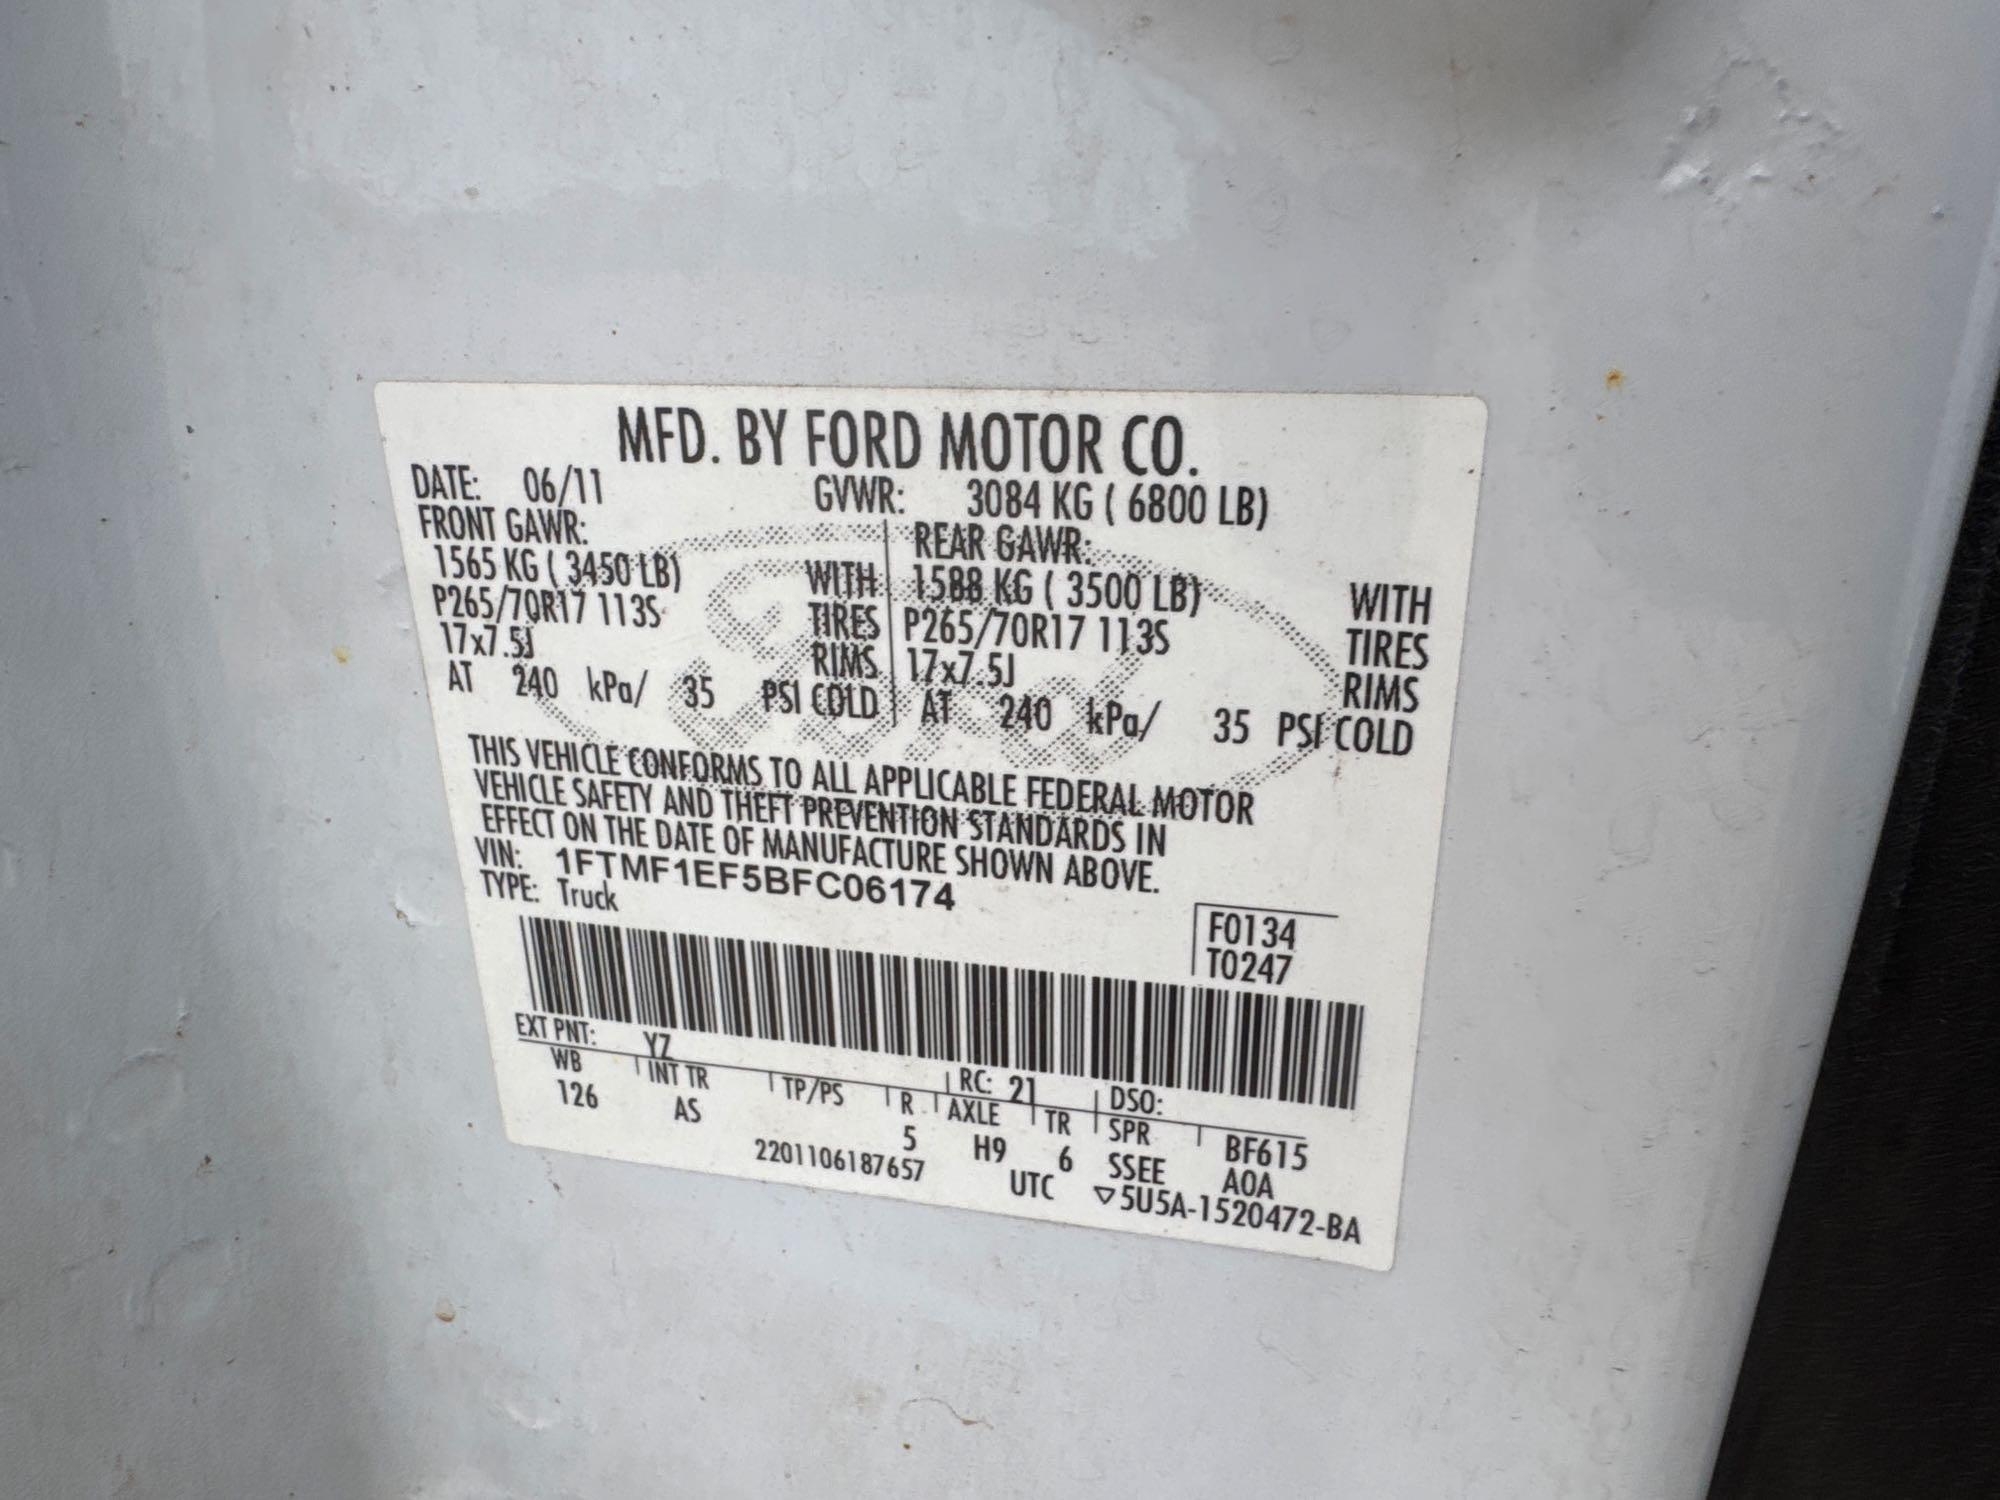 MFD. BY FORD MOTOR CO.
DATE: 06/11 GVWR: 3084 KG ( 6800 LB)
FRONT GAWR: REAR GAWR:
1565 KG ( 3450 LB) WITH 1588 KG ( 3500 LB) WITH
P265/70R17 113S TIRES P265/70R17 113S TIRES
17x7.5J RIMS 17x7.5J RIMS
AT 240 kPa/ 35 PSI COLD AT 240 kPa/ 35 PSI COLD
THIS VEHICLE CONFORMS TO ALL APPLICABLE FEDERAL MOTOR
VEHICLE SAFETY AND THEFT PREVENTION STANDARDS IN
EFFECT ON THE DATE OF MANUFACTURE SHOWN ABOVE.
VIN: 1FTMF1EF5BFC06174
TYPE: Truck
F0134
T0247
EXT PNT: YZ RC: 21 DSO:
WB INT TR TP/PS R AXLE TR SPR BF615
126 AS 5 H9 6 SSEE A0A
2201106187657 UTC ▽5U5A-1520472-BA
Ford